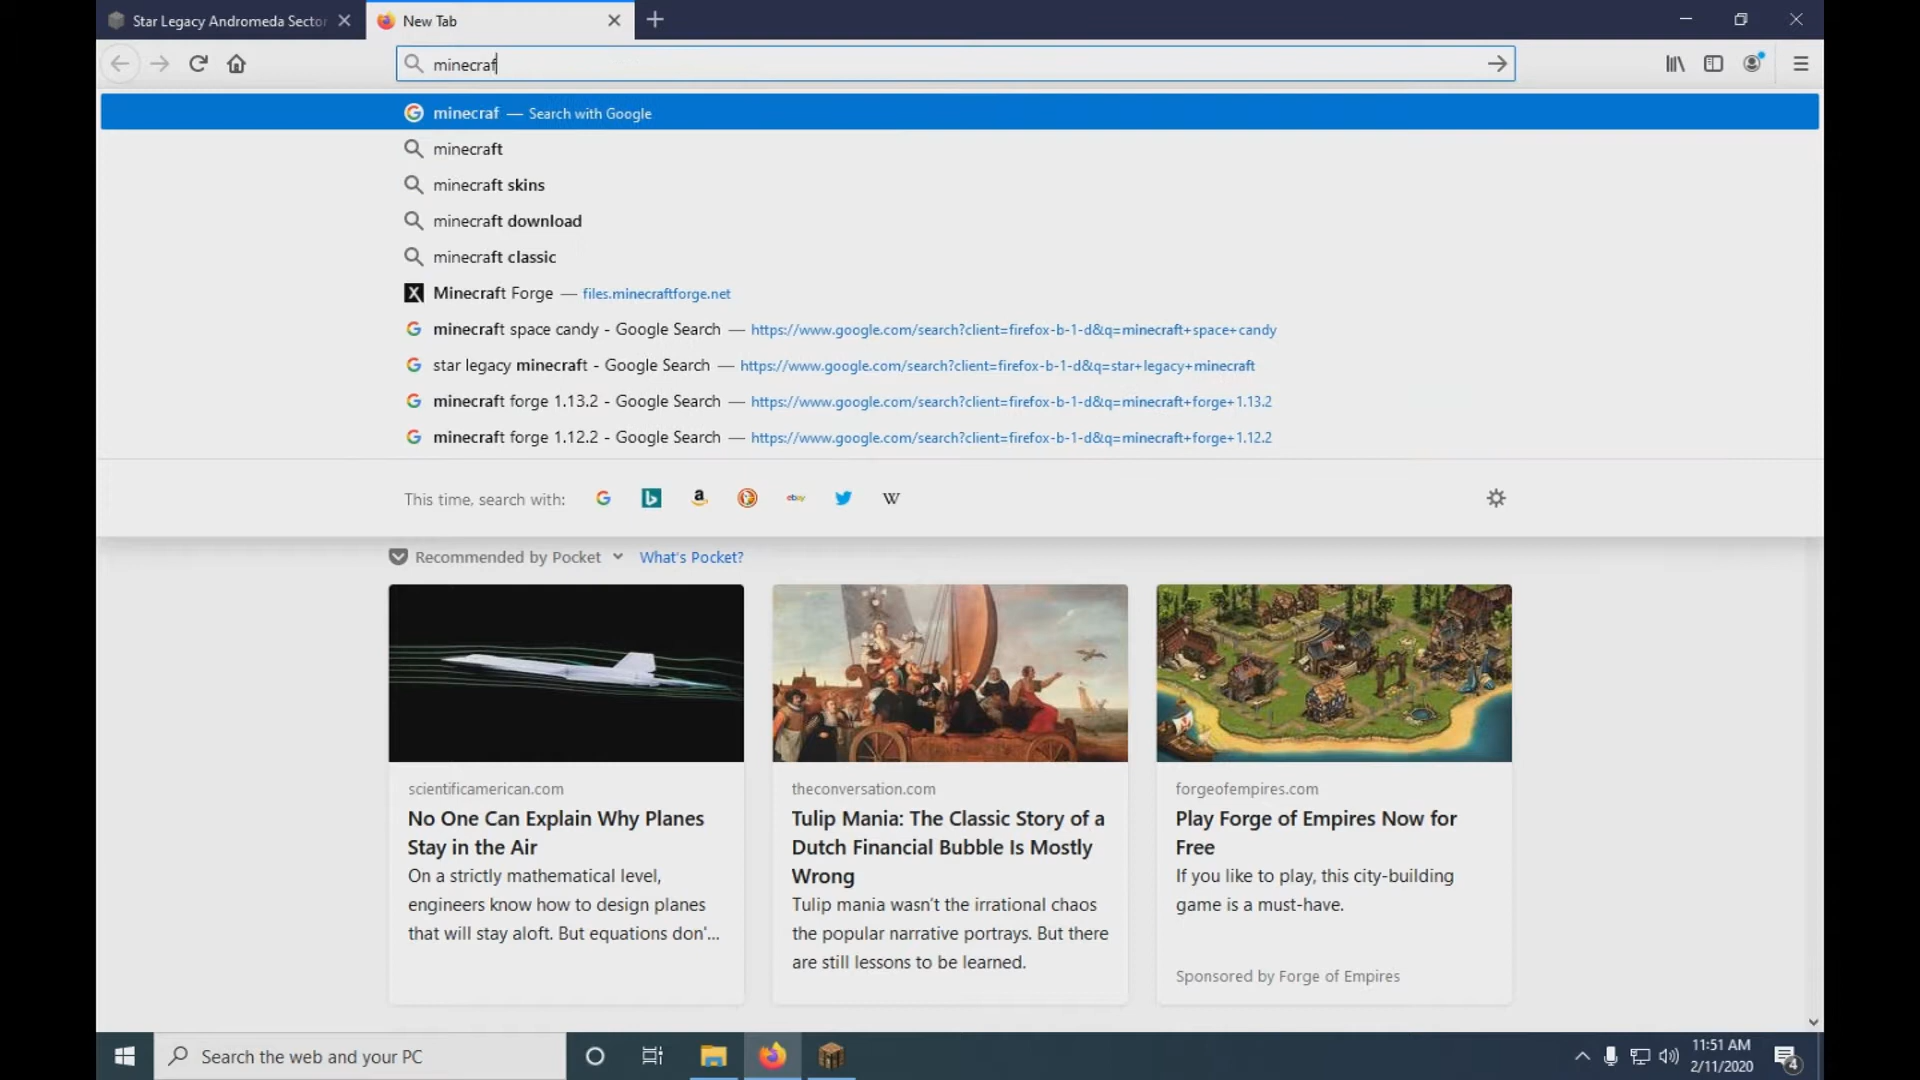 Star Legacy Andromeda Sector
New Tab
minecraf
minecraf — Search with Google
minecraft
minecraft skins
minecraft download
minecraft classic
Minecraft Forge — files.minecraftforge.net
minecraft space candy - Google Search — https://www.google.com/search?client=firefox-b-1-d&q=minecraft+space+candy
star legacy minecraft - Google Search — https://www.google.com/search?client=firefox-b-1-d&q=star+legacy+minecraft
minecraft forge 1.13.2 - Google Search — https://www.google.com/search?client=firefox-b-1-d&q=minecraft+forge+1.13.2
minecraft forge 1.12.2 - Google Search — https://www.google.com/search?client=firefox-b-1-d&q=minecraft+forge+1.12.2
This time, search with: G b a ebay W
Recommended by Pocket What's Pocket?
scientificamerican.com
No One Can Explain Why Planes
Stay in the Air
On a strictly mathematical level,
engineers know how to design planes
that will stay aloft. But equations don'...
theconversation.com
Tulip Mania: The Classic Story of a
Dutch Financial Bubble Is Mostly
Wrong
Tulip mania wasn't the irrational chaos
the popular narrative portrays. But there
are still lessons to be learned.
forgeofempires.com
Play Forge of Empires Now for
Free
If you like to play, this city-building
game is a must-have.
Sponsored by Forge of Empires
Search the web and your PC
11:51 AM
2/11/2020
4